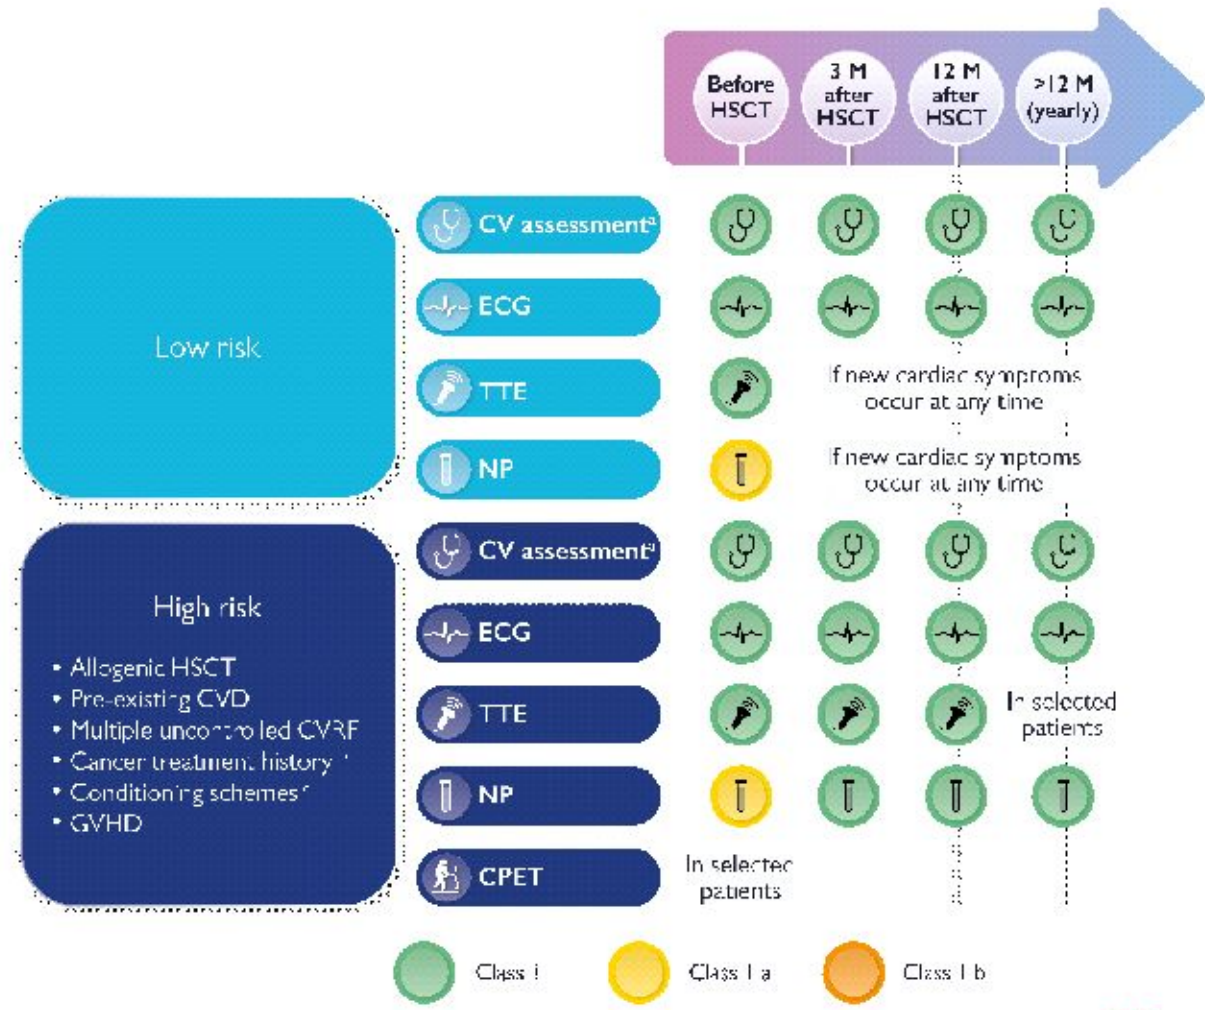 Before
HSCT
3 M
after
HSCT
12 M
after
HSCT
>12 M
(yearly)
Low risk
CV assessmentª
ECG
TTE
If new cardiac symptoms
occur at any time
NP
If new cardiac symptoms
occur at any time
High risk
• Allogenic HSCT
• Pre-existing CVD
• Multiple uncontrolled CVRF
• Cancer treatment history
• Conditioning schemes
• GVHD
CV assessmentª
ECG
TTE
In selected
patients
NP
CPET
In selected
patients
Class I
Class IIa
Class IIb